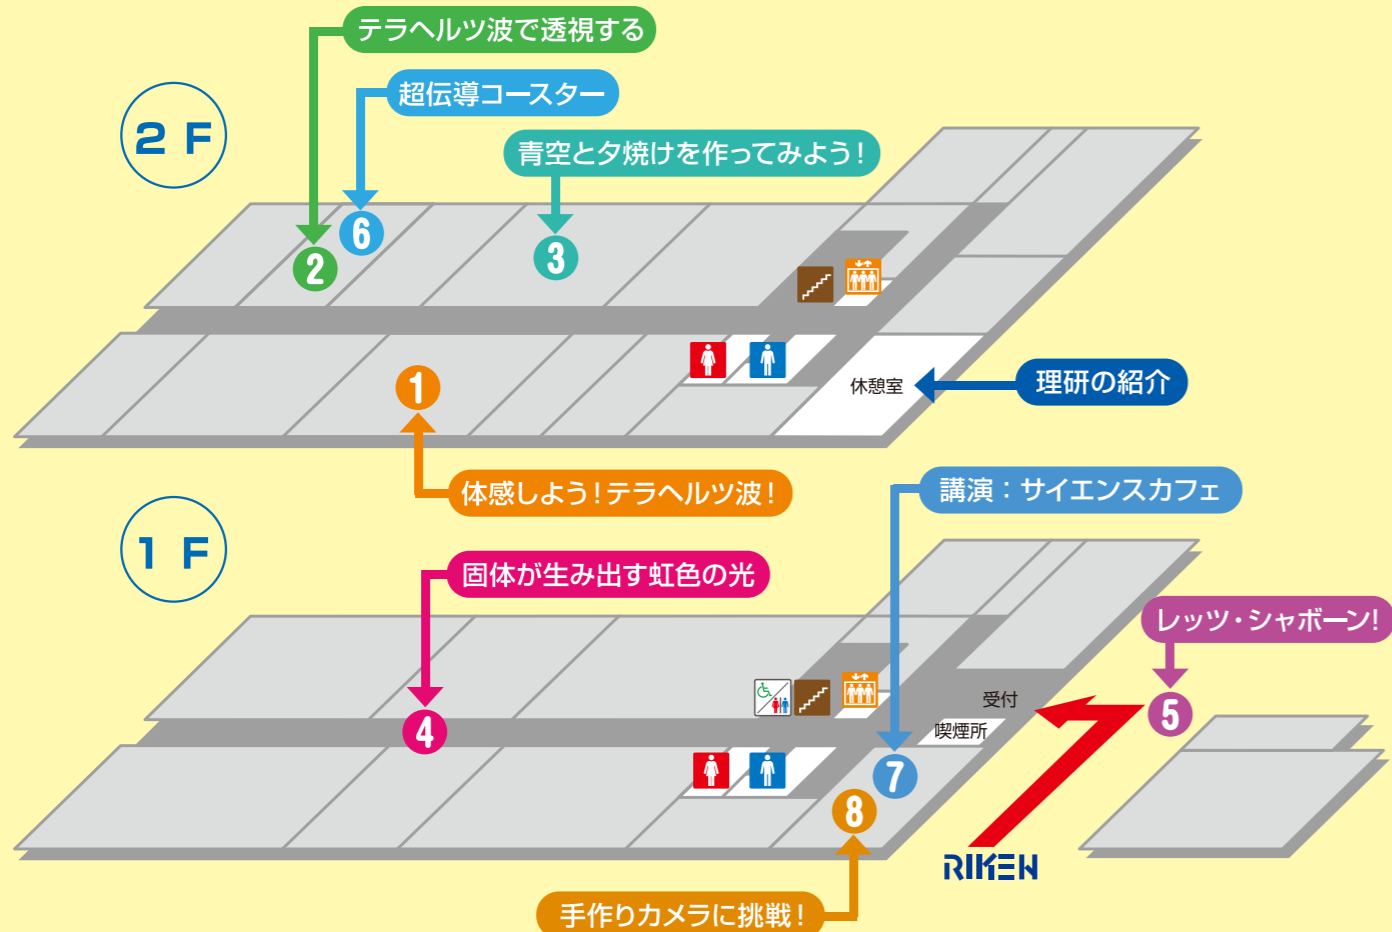 テラヘルツ波で透視する
超伝導コースター
2 F
青空と夕焼けを作ってみよう!
6
3
2
1
休憩室
理研の紹介
体感しよう!テラヘルツ波!
講演：サイエンスカフェ
1 F
固体が生み出す虹色の光
レッツ・シャボーン!
受付
5
4
喫煙所
7
8
RIKEN
手作りカメラに挑戦!